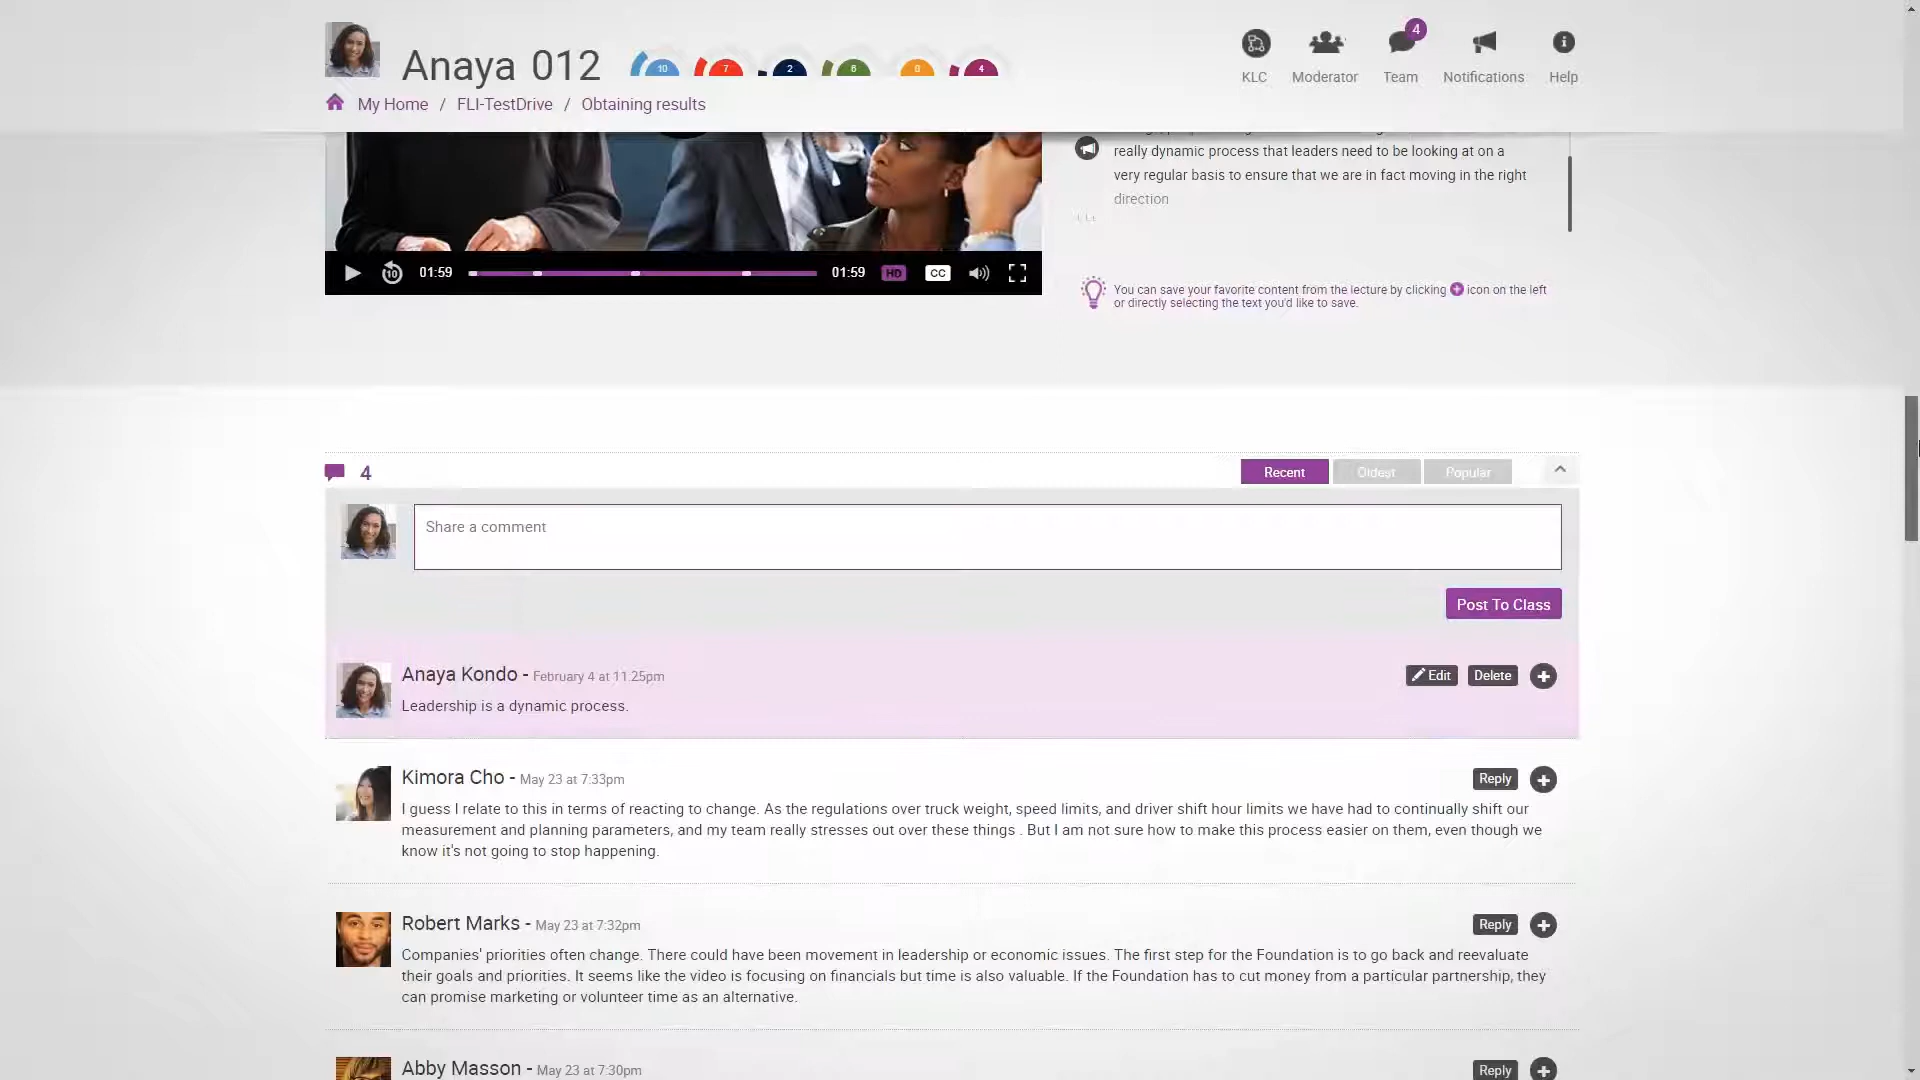 Anaya 012
10
7
2
6
0
4
4
KLC
Moderator
Team
Notifications
Help
My Home / FLI-TestDrive / Obtaining results
really dynamic process that leaders need to be looking at on a
very regular basis to ensure that we are in fact moving in the right
direction
10
01:59
01:59
HD
CC
You can save your favorite content from the lecture by clicking icon on the left
or directly selecting the text you'd like to save.
4
Recent
Oldest
Popular
Share a comment
Post To Class
Anaya Kondo - February 4 at 11.25pm
Edit
Delete
Leadership is a dynamic process.
Kimora Cho - May 23 at 7:33pm
Reply
I guess I relate to this in terms of reacting to change. As the regulations over truck weight, speed limits, and driver shift hour limits we have had to continually shift our
measurement and planning parameters, and my team really stresses out over these things . But I am not sure how to make this process easier on them, even though we
know it's not going to stop happening.
Robert Marks - May 23 at 7:32pm
Reply
Companies' priorities often change. There could have been movement in leadership or economic issues. The first step for the Foundation is to go back and reevaluate
their goals and priorities. It seems like the video is focusing on financials but time is also valuable. If the Foundation has to cut money from a particular partnership, they
can promise marketing or volunteer time as an alternative.
Abby Masson - May 23 at 7:30pm
Reply